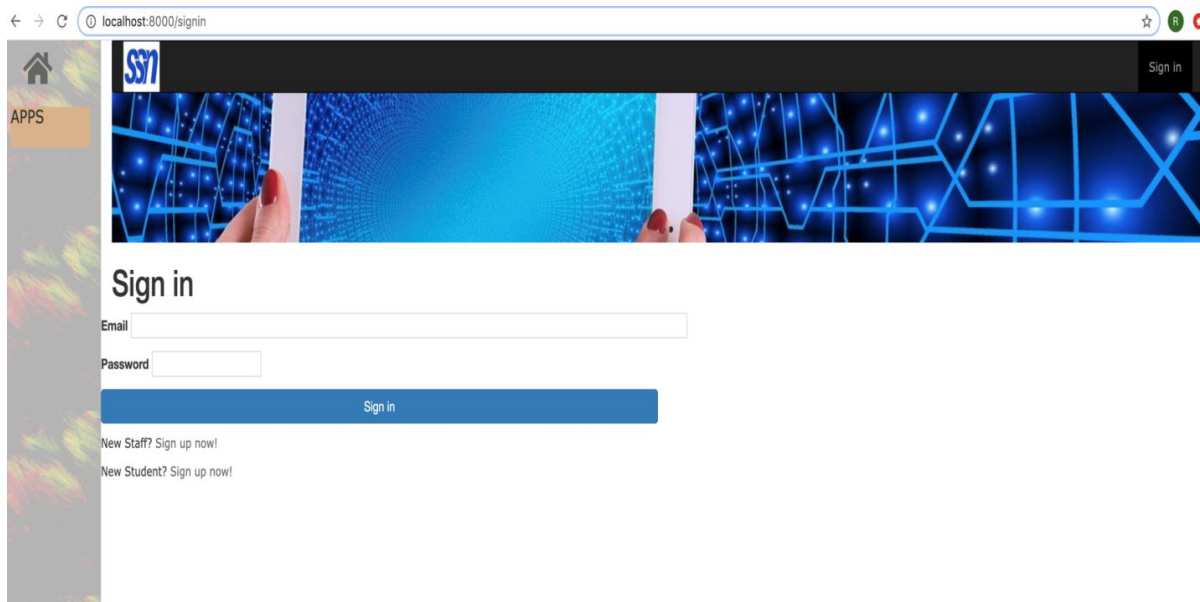 localhost:8000/signin
R
SSN
Sign in
APPS
Sign in
Email
Password
Sign in
New Staff? Sign up now!
New Student? Sign up now!